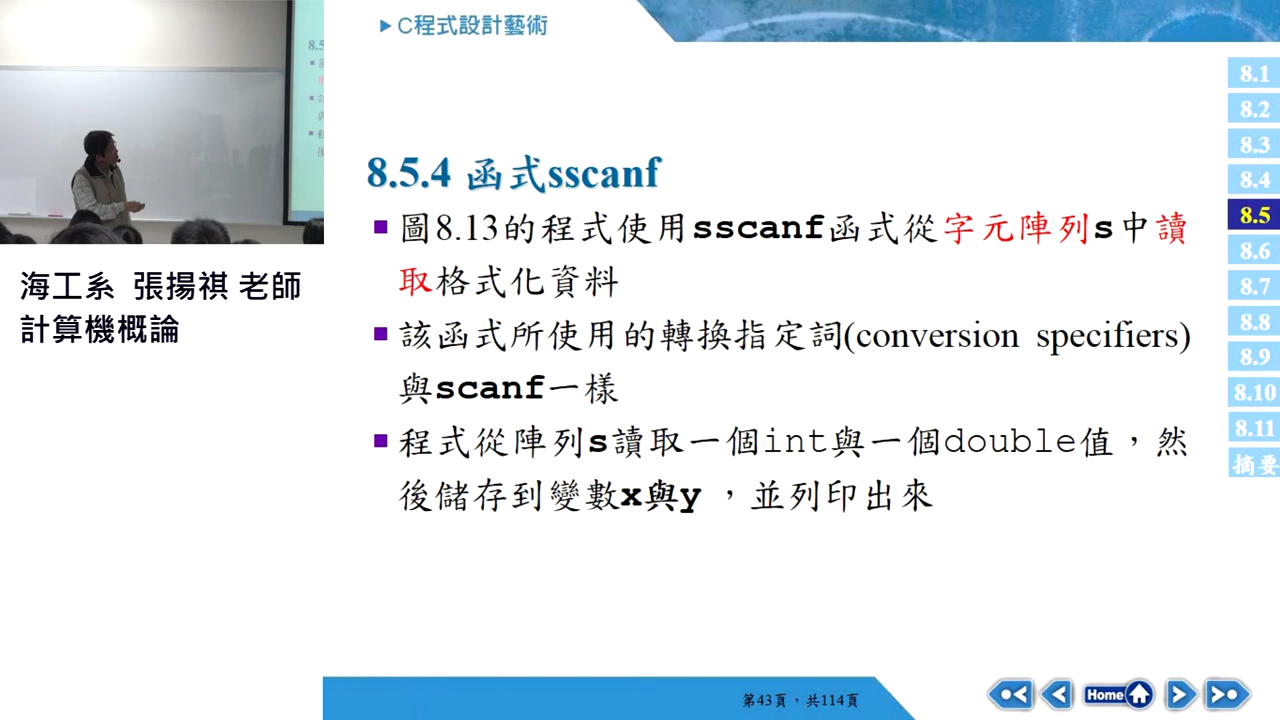 C程式設計藝術
8.5.4 函式sscanf
圖8.13的程式使用sscanf函式從字元陣列s中讀
取格式化資料
該函式所使用的轉換指定詞(conversion specifiers)
與scanf一樣
程式從陣列s讀取一個int與一個double值，然
後儲存到變數x與y ，並列印出來
海工系 張揚祺 老師
計算機概論
8.1
8.2
8.3
8.4
8.5
8.6
8.7
8.8
8.9
8.10
8.11
摘要
第43頁，共114頁
Home